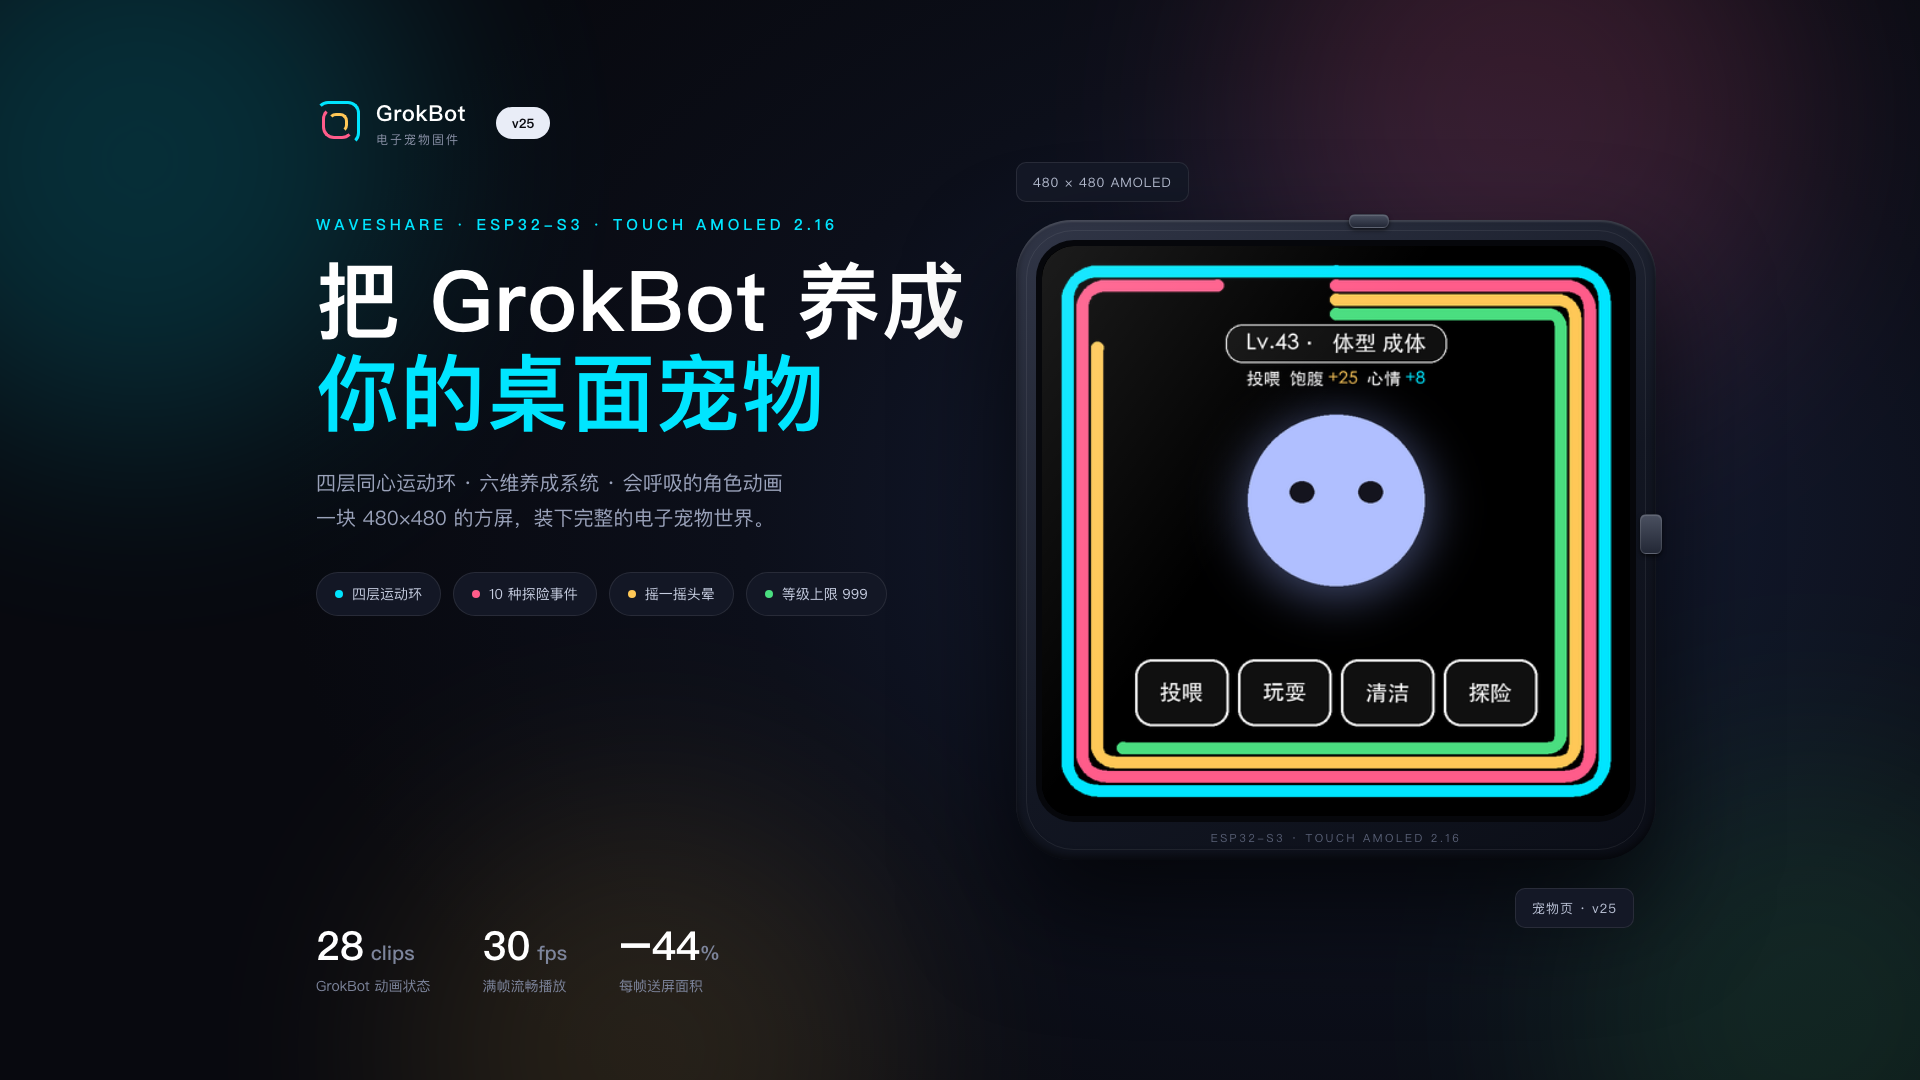 GrokBot
电子宠物固件
v25
WAVESHARE · ESP32-S3 · TOUCH AMOLED 2.16
把 GrokBot 养成
你的桌面宠物
四层同心运动环 · 六维养成系统 · 会呼吸的角色动画
一块 480×480 的方屏，装下完整的电子宠物世界。
四层运动环
10 种探险事件
摇一摇头晕
等级上限 999
28 clips
GrokBot 动画状态
30 fps
满帧流畅播放
−44%
每帧送屏面积
480 × 480 AMOLED
Lv.43 · 体型 成体
投喂 饱腹 +25 心情 +8
投喂
玩耍
清洁
探险
ESP32-S3 · TOUCH AMOLED 2.16
宠物页 · v25